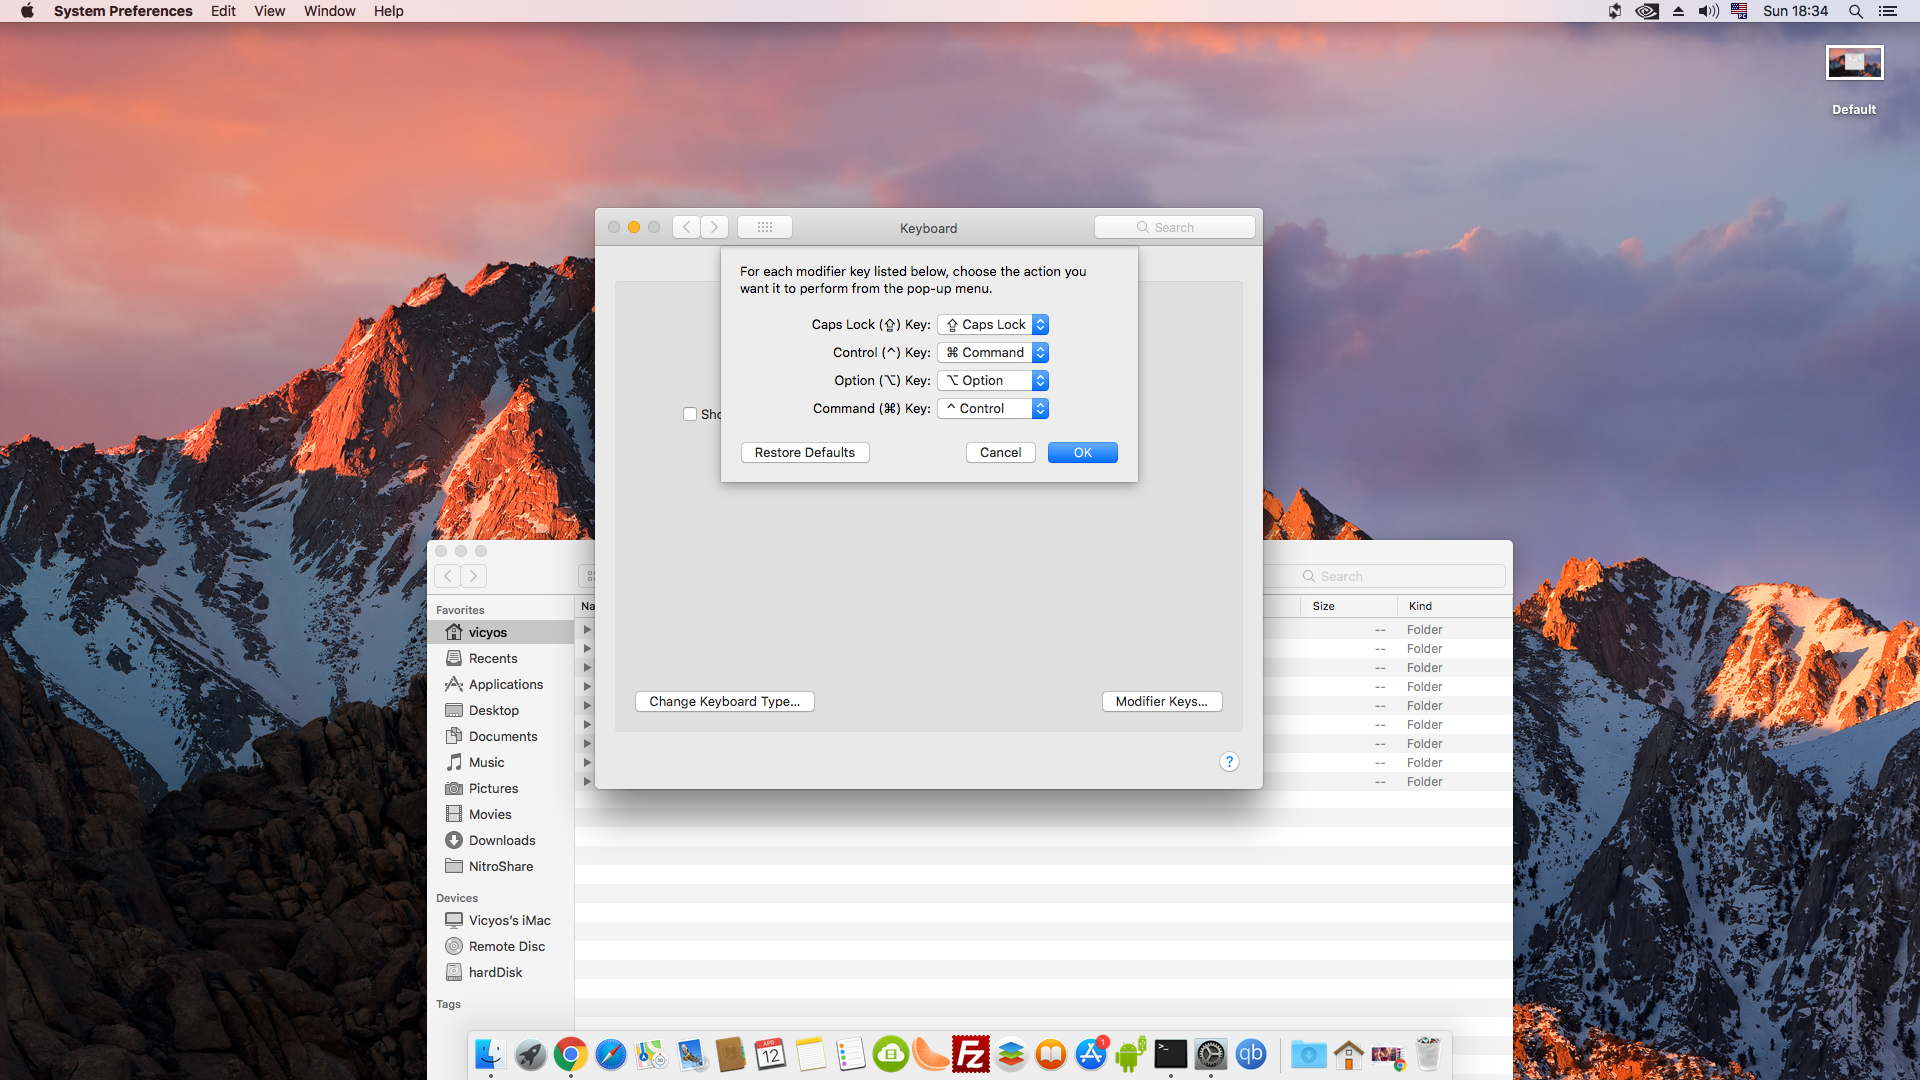 System Preferences Edit View Window Help
Sun 18:34
Default
Keyboard
Search
For each modifier key listed below, choose the action you
want it to perform from the pop-up menu.
Caps Lock (⇪) Key: ⇪ Caps Lock
Control (^) Key: ⌘ Command
Option (⌥) Key: ⌥ Option
Command (⌘) Key: ^ Control
Sho
Restore Defaults Cancel OK
Change Keyboard Type... Modifier Keys...
?
Search
Favorites
Na Size Kind
vicyos
Recents
Applications
Desktop
Documents
Music
Pictures
Movies
Downloads
NitroShare
Devices
Vicyos's iMac
Remote Disc
hardDisk
Tags
-- Folder
-- Folder
-- Folder
-- Folder
-- Folder
-- Folder
-- Folder
-- Folder
-- Folder
APR
12
FZ
1
>_
qb